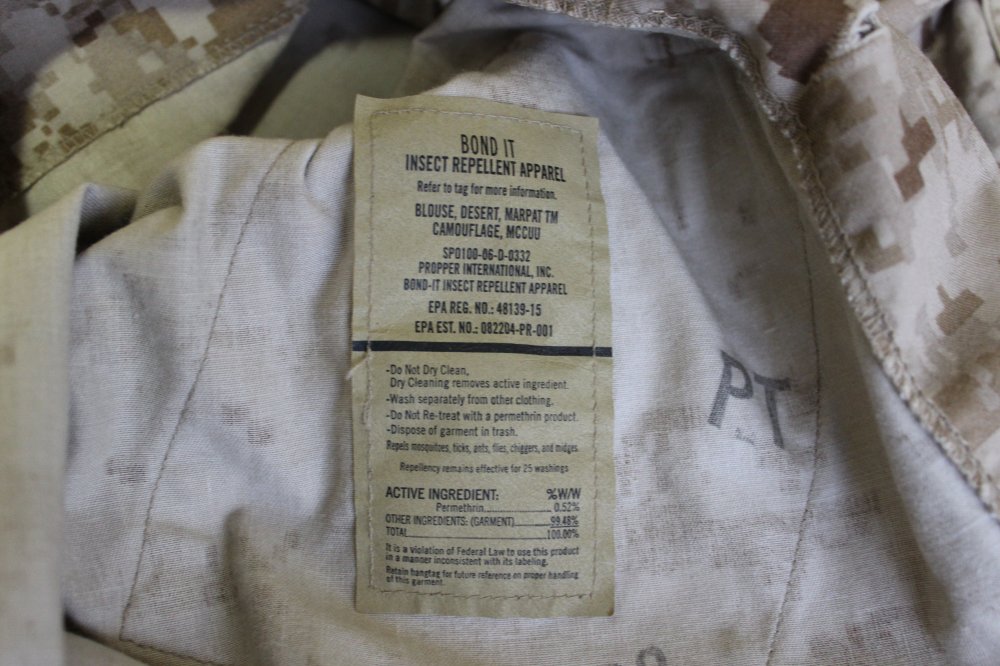 BOND IT
INSECT REPELLENT APPAREL
Refer to tag for more information.
BLOUSE, DESERT, MARPAT TM
CAMOUFLAGE, MCCUU
SPO100-06-D-0332
PROPPER INTERNATIONAL, INC.
BOND-IT INSECT REPELLENT APPAREL
EPA REG. NO.: 48139-15
EPA EST. NO.: 082204-PR-001
-Do Not Dry Clean,
Dry Cleaning removes active ingredient.
-Wash separately from other clothing.
-Do Not Re-treat with a permethrin product.
-Dispose of garment in trash.
Repels mosquitoes, ticks, ants, flies, chiggers, and midges.
Repellency remains effective for 25 washings
ACTIVE INGREDIENT: %W/W
Permethrin 0.52%
OTHER INGREDIENTS: (GARMENT) 99.48%
TOTAL 100.00%
It is a violation of Federal Law to use this product
in a manner inconsistent with its labeling.
Retain hangtag for future reference on proper handling
of this garment.
PT